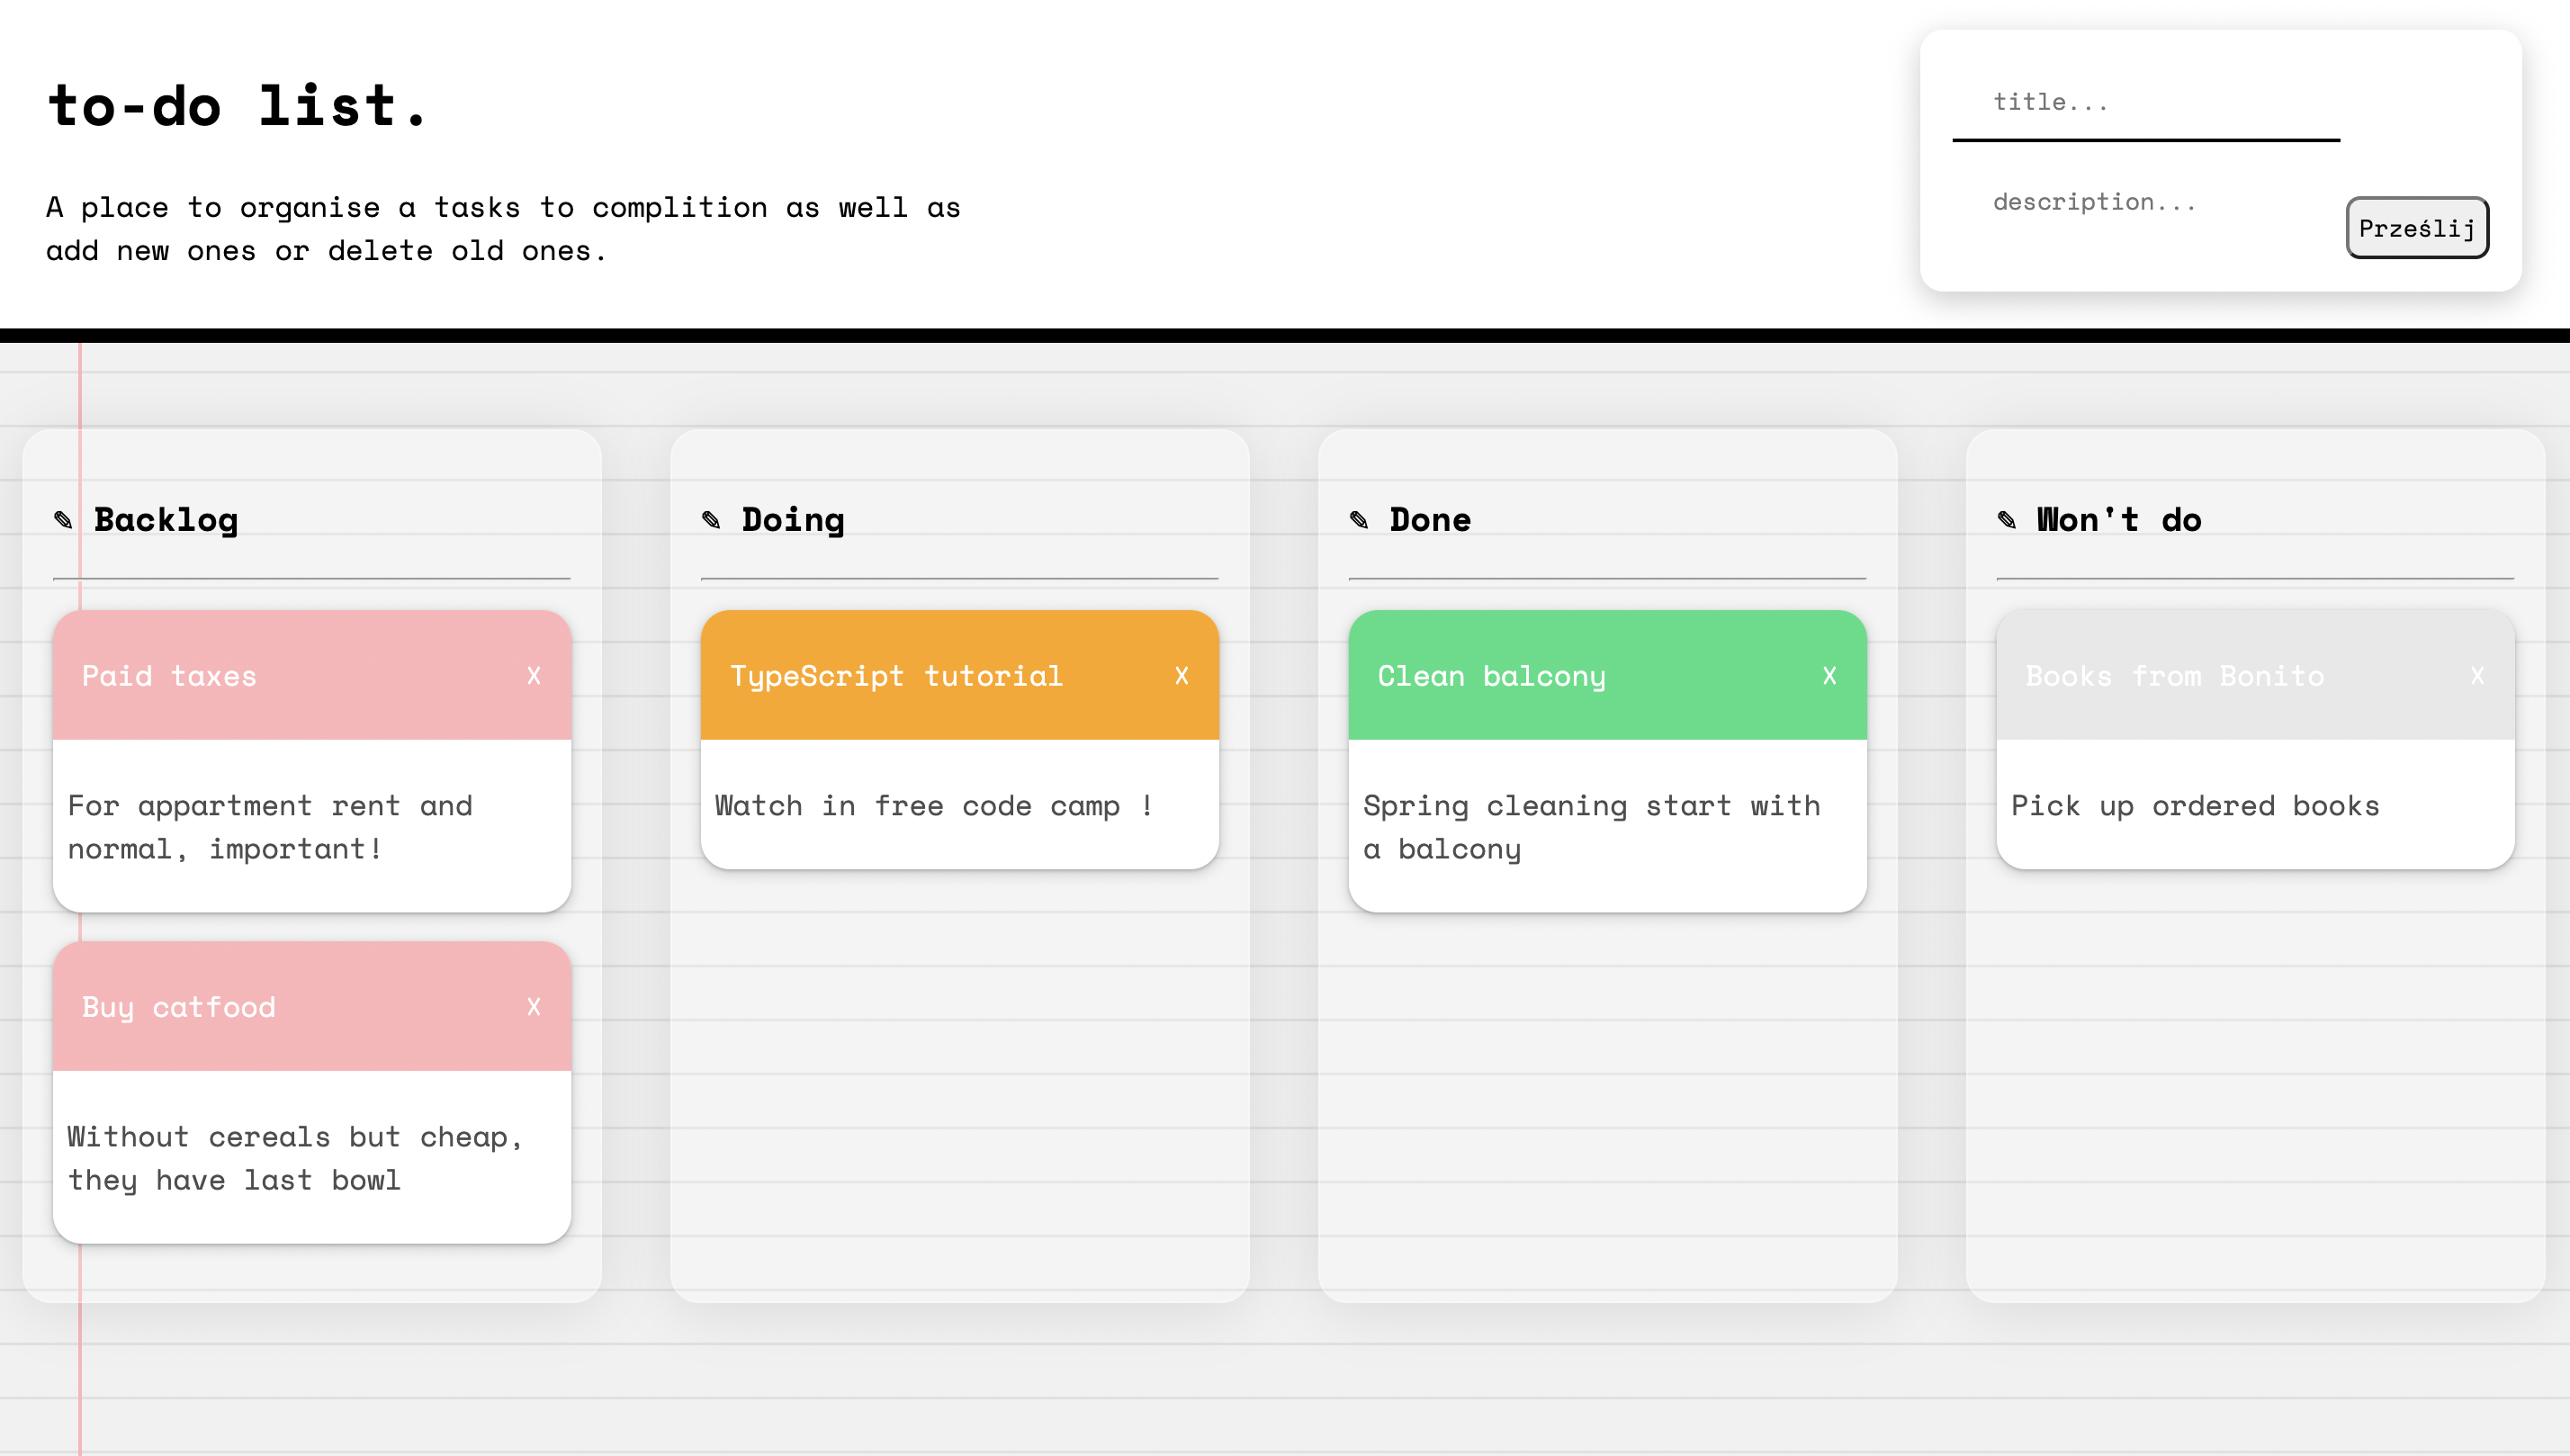 to-do list.
A place to organise a tasks to complition as well as
add new ones or delete old ones.
title...
description...
Prześlij
✎ Backlog
Paid taxes X
For appartment rent and
normal, important!
Buy catfood X
Without cereals but cheap,
they have last bowl
✎ Doing
TypeScript tutorial X
Watch in free code camp !
✎ Done
Clean balcony X
Spring cleaning start with
a balcony
✎ Won't do
Books from Bonito X
Pick up ordered books